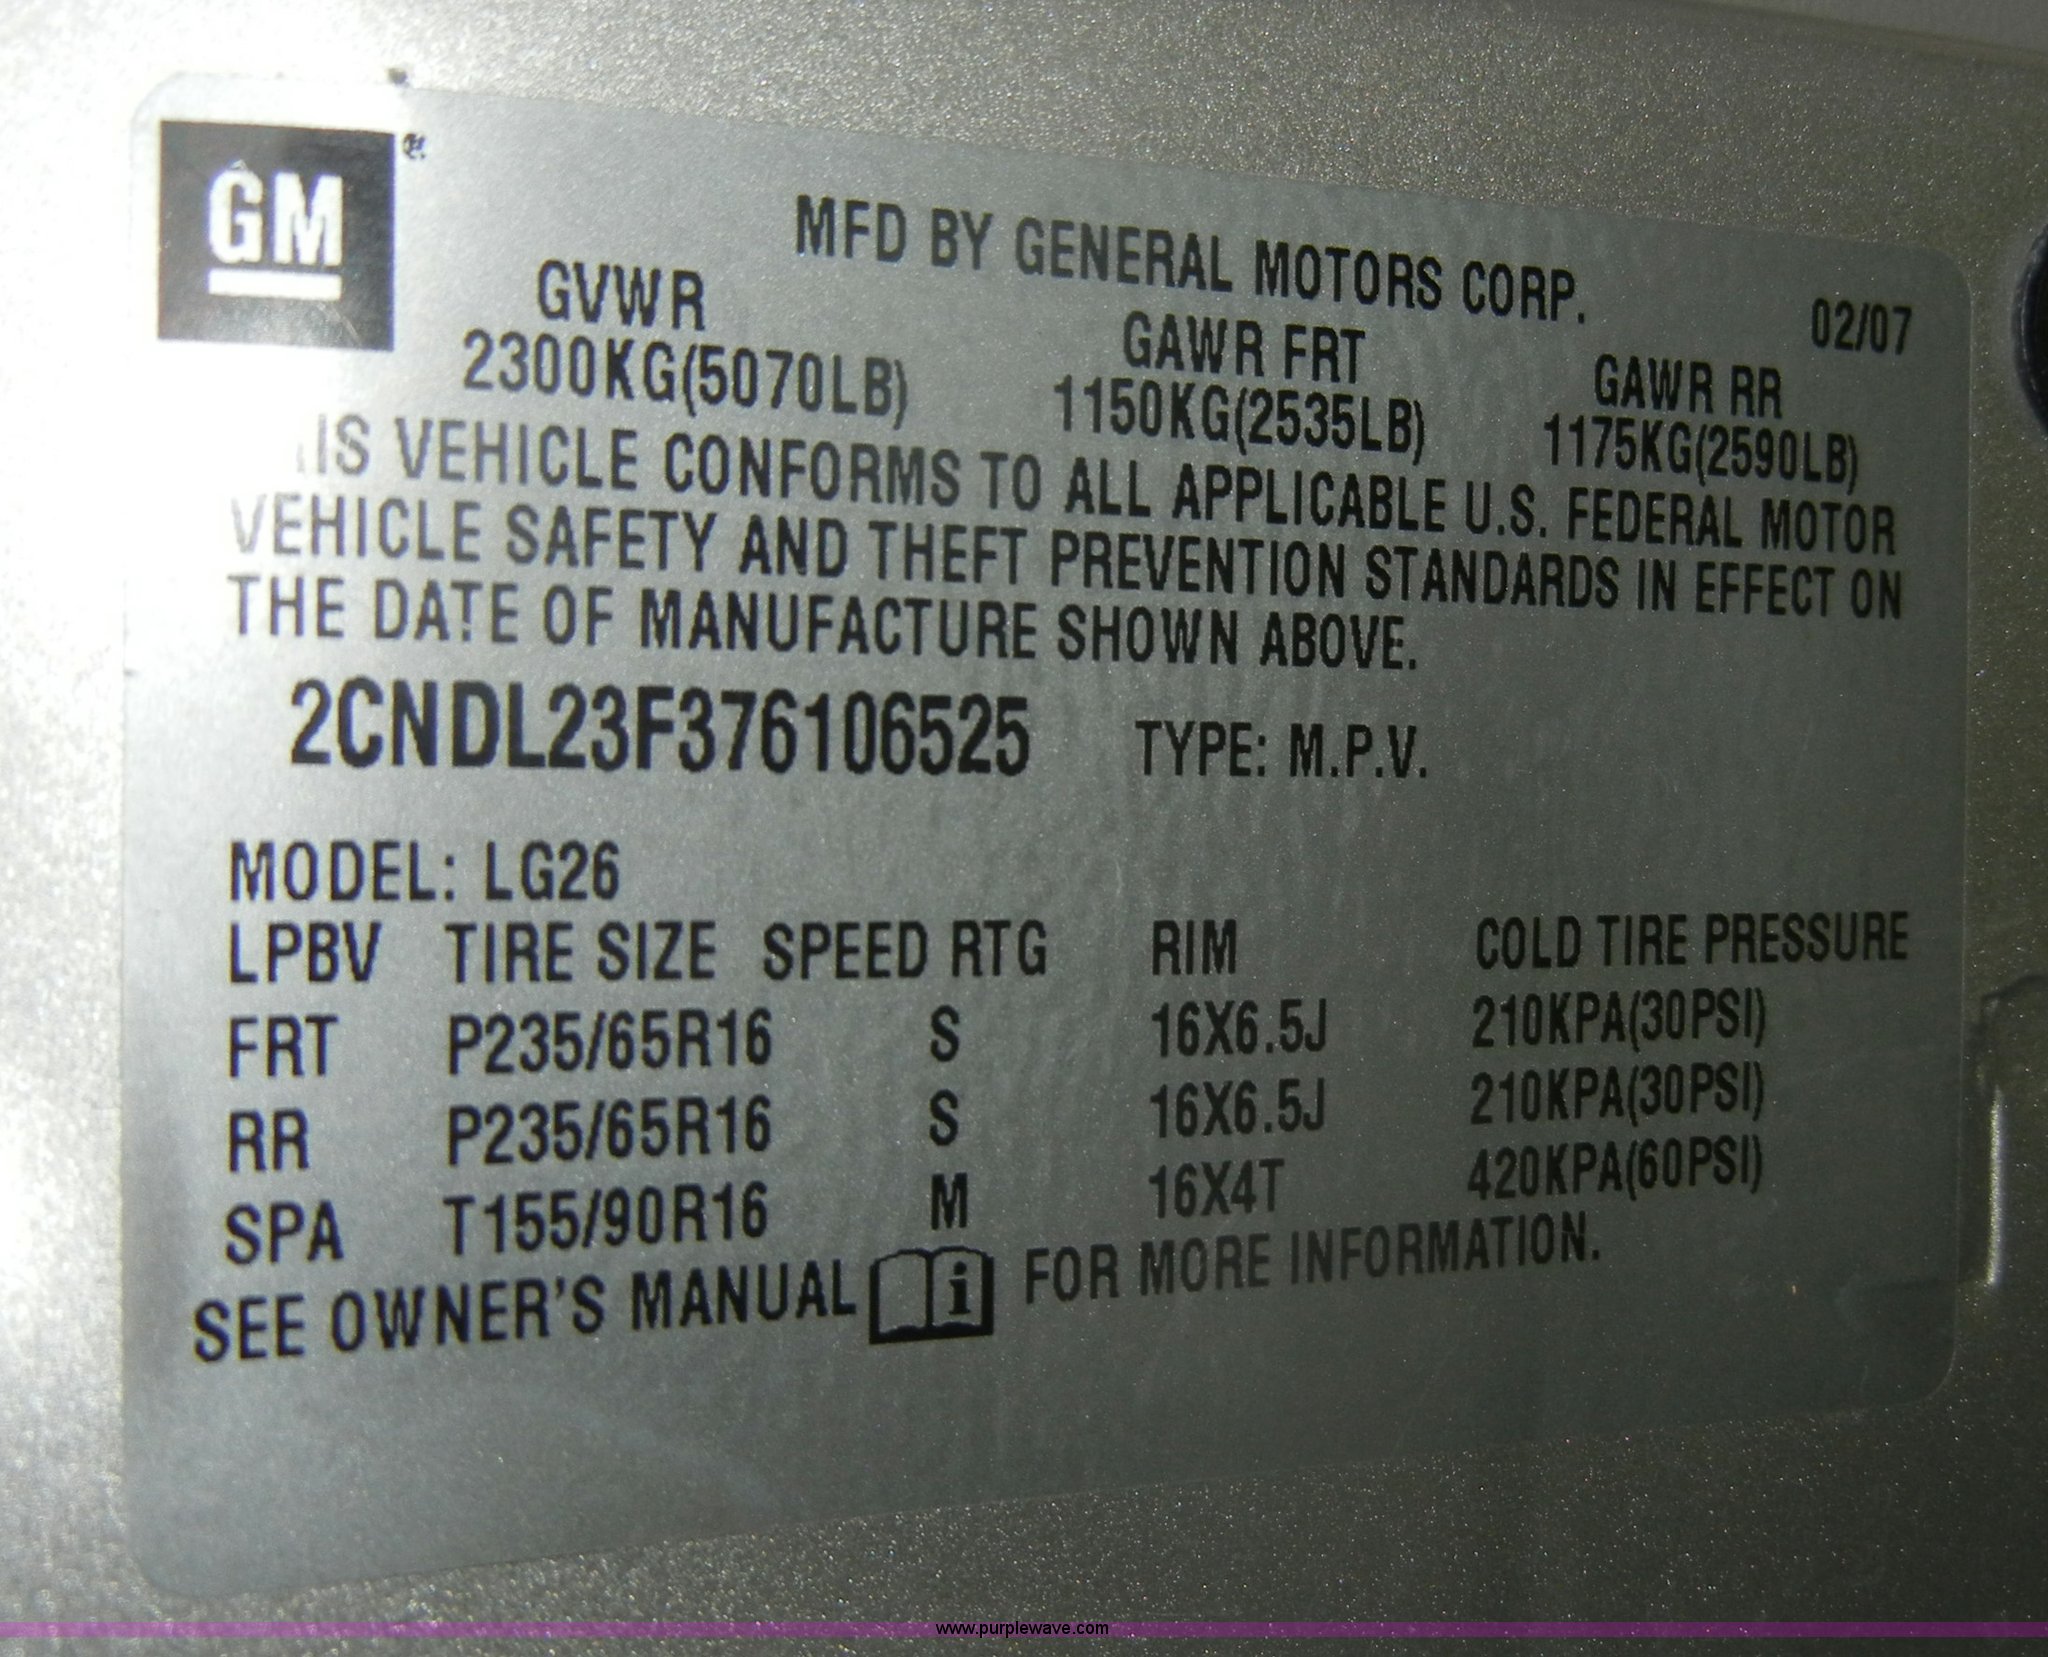 GM
MFD BY GENERAL MOTORS CORP.
02/07
GVWR GAWR FRT GAWR RR
2300KG(5070LB) 1150KG(2535LB) 1175KG(2590LB)
IS VEHICLE CONFORMS TO ALL APPLICABLE U.S. FEDERAL MOTOR
VEHICLE SAFETY AND THEFT PREVENTION STANDARDS IN EFFECT ON
THE DATE OF MANUFACTURE SHOWN ABOVE.
2CNDL23F376106525 TYPE: M.P.V.
MODEL: LG26
LPBV TIRE SIZE SPEED RTG RIM COLD TIRE PRESSURE
FRT P235/65R16 S 16X6.5J 210KPA(30PSI)
RR P235/65R16 S 16X6.5J 210KPA(30PSI)
SPA T155/90R16 M 16X4T 420KPA(60PSI)
SEE OWNER'S MANUAL i FOR MORE INFORMATION.
www.purplewave.com